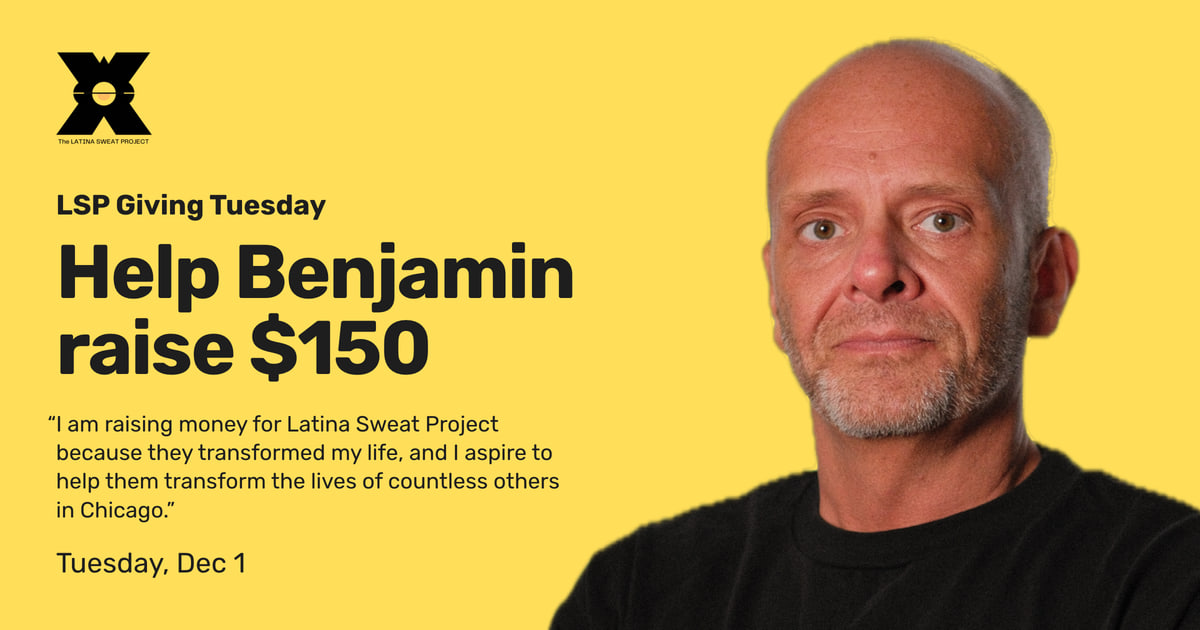 The LATINA SWEAT PROJECT
LSP Giving Tuesday
Help Benjamin
raise $150
“I am raising money for Latina Sweat Project
because they transformed my life, and I aspire to
help them transform the lives of countless others
in Chicago.”
Tuesday, Dec 1